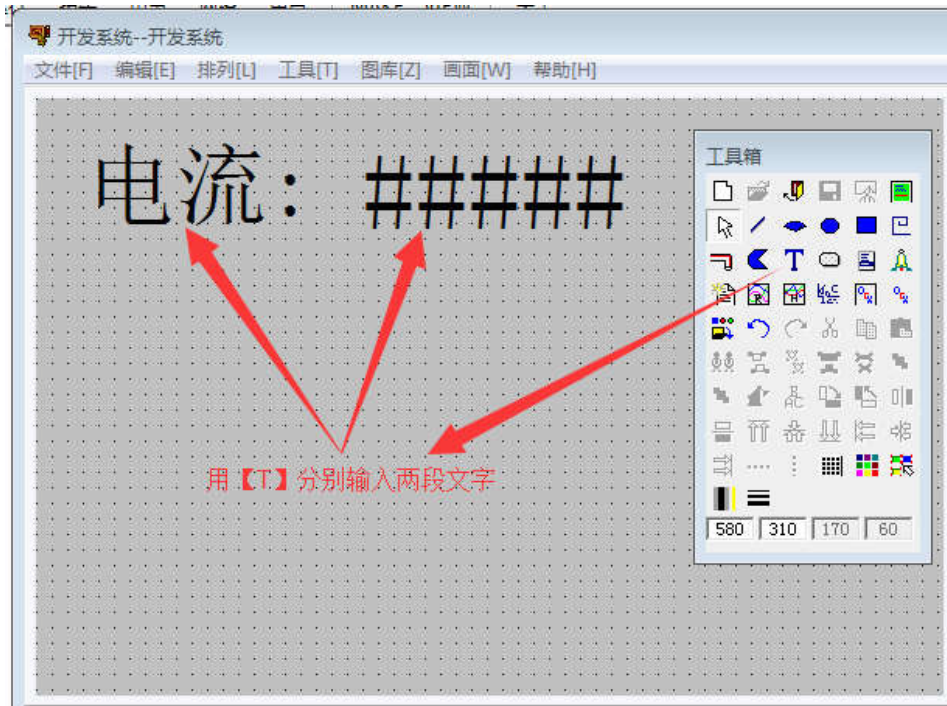 开发系统--开发系统
文件[F] 编辑[E] 排列[L] 工具[T] 图库[Z] 画面[W] 帮助[H]
电流：#####
工具箱
T
用【T】分别输入两段文字
580 310 170 60